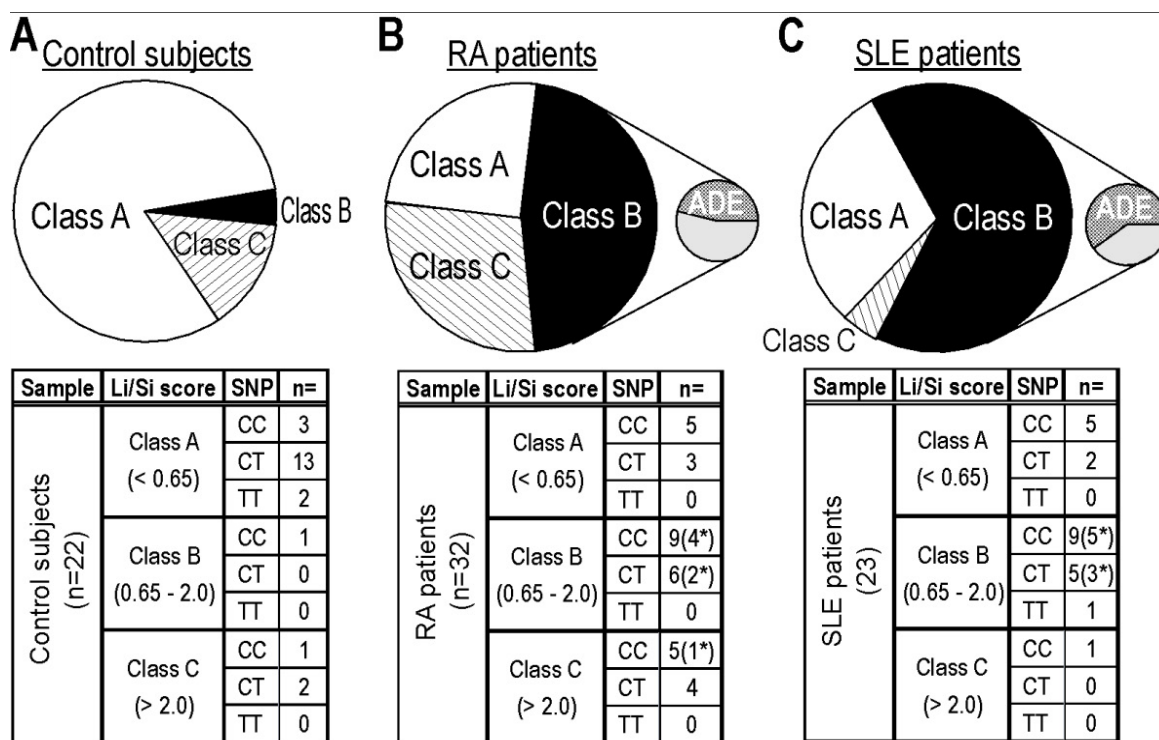 A
Control subjects
Class A
Class B
Class C
B
RA patients
Class A
Class B
Class C
ADE
C
SLE patients
Class A
Class B
Class C
ADE
Sample Li/Si score SNP n=
Control subjects
(n=22)
Class A
(< 0.65)
CC 3
CT 13
TT 2
Class B
(0.65 - 2.0)
CC 1
CT 0
TT 0
Class C
(> 2.0)
CC 1
CT 2
TT 0
Sample Li/Si score SNP n=
RA patients
(n=32)
Class A
(< 0.65)
CC 5
CT 3
TT 0
Class B
(0.65 - 2.0)
CC 9(4*)
CT 6(2*)
TT 0
Class C
(> 2.0)
CC 5(1*)
CT 4
TT 0
Sample Li/Si score SNP n=
SLE patients
(23)
Class A
(< 0.65)
CC 5
CT 2
TT 0
Class B
(0.65 - 2.0)
CC 9(5*)
CT 5(3*)
TT 1
Class C
(> 2.0)
CC 1
CT 0
TT 0